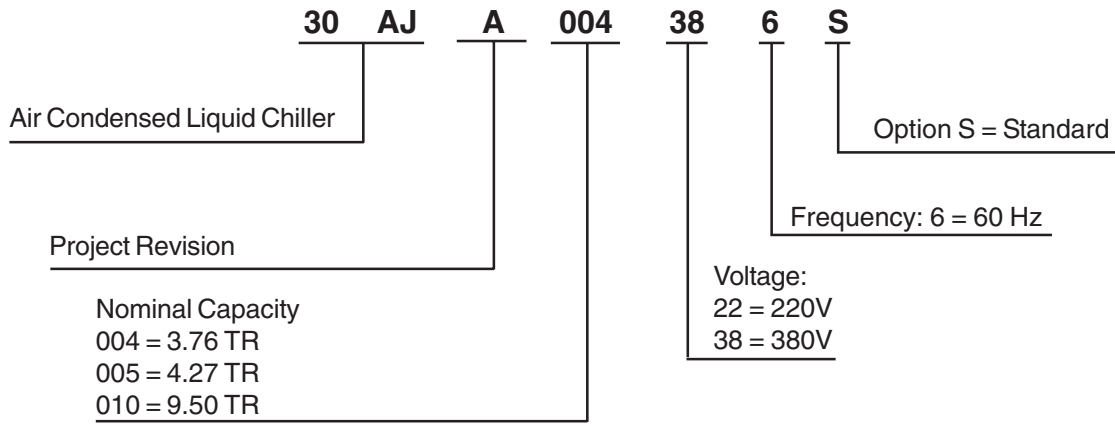 30 AJ A 004 38 6 S
Air Condensed Liquid Chiller
Option S = Standard
Frequency: 6 = 60 Hz
Project Revision
Voltage:
22 = 220V
38 = 380V
Nominal Capacity
004 = 3.76 TR
005 = 4.27 TR
010 = 9.50 TR